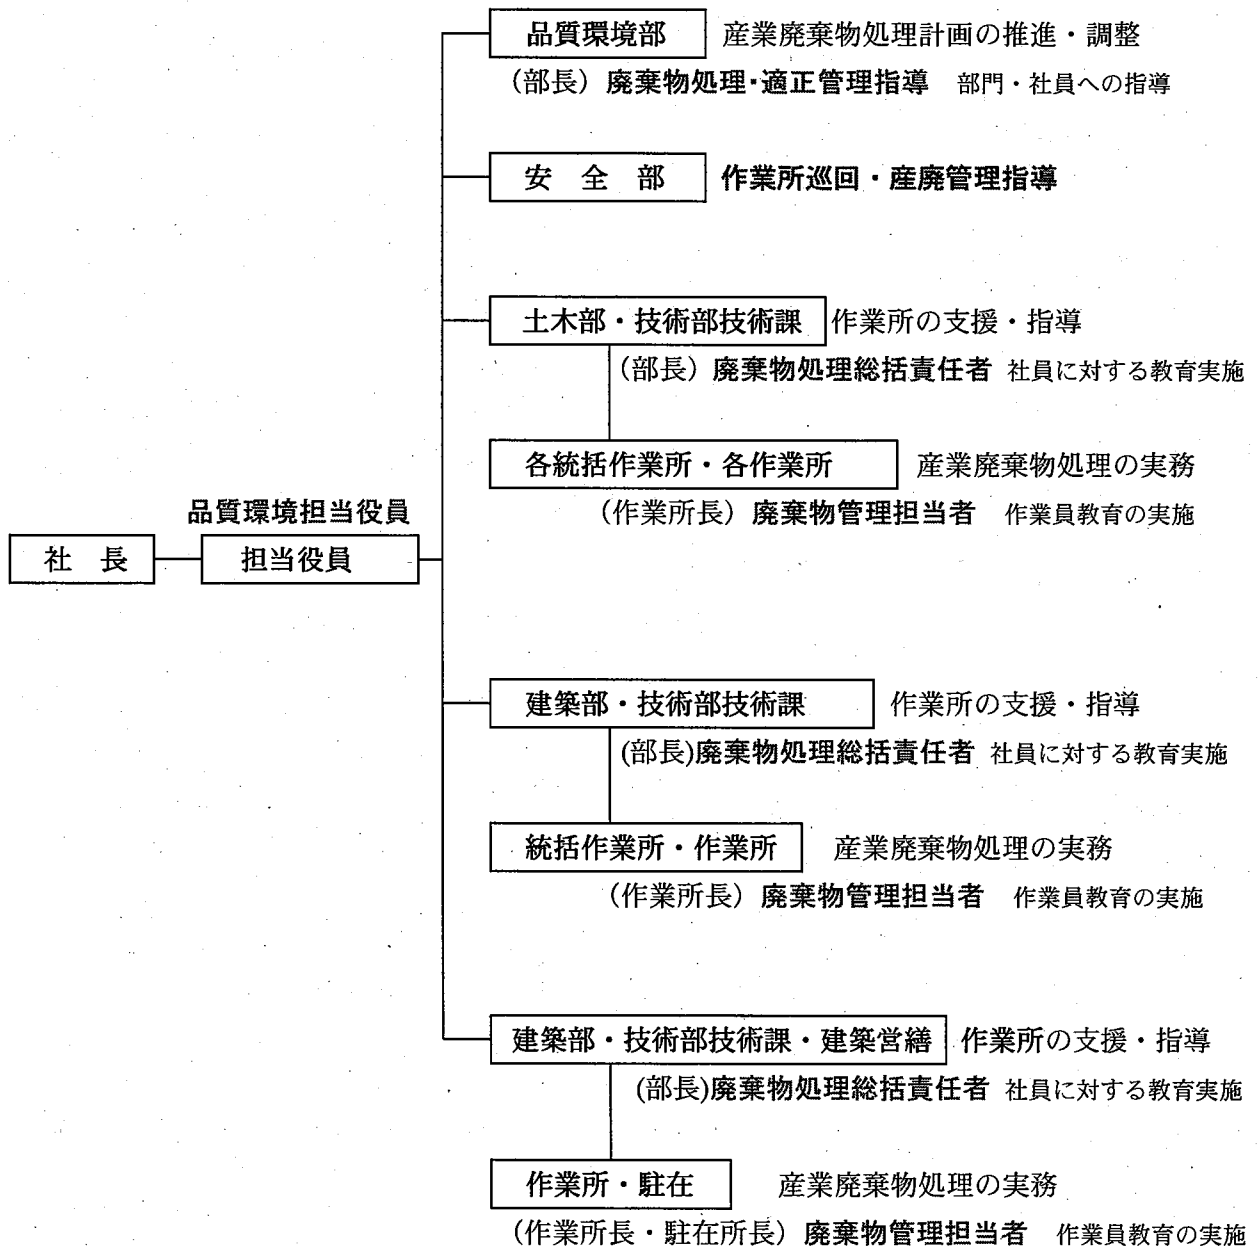 品質環境部 産業廃棄物処理計画の推進・調整
（部長）廃棄物処理・適正管理指導 部門・社員への指導
安 全 部 作業所巡回・産廃管理指導
土木部・技術部技術課 作業所の支援・指導
（部長）廃棄物処理総括責任者 社員に対する教育実施
各統括作業所・各作業所 産業廃棄物処理の実務
（作業所長）廃棄物管理担当者 作業員教育の実施
品質環境担当役員
社 長 担当役員
建築部・技術部技術課 作業所の支援・指導
(部長)廃棄物処理総括責任者 社員に対する教育実施
統括作業所・作業所 産業廃棄物処理の実務
（作業所長）廃棄物管理担当者 作業員教育の実施
建築部・技術部技術課・建築営繕 作業所の支援・指導
(部長)廃棄物処理総括責任者 社員に対する教育実施
作業所・駐在 産業廃棄物処理の実務
（作業所長・駐在所長）廃棄物管理担当者 作業員教育の実施